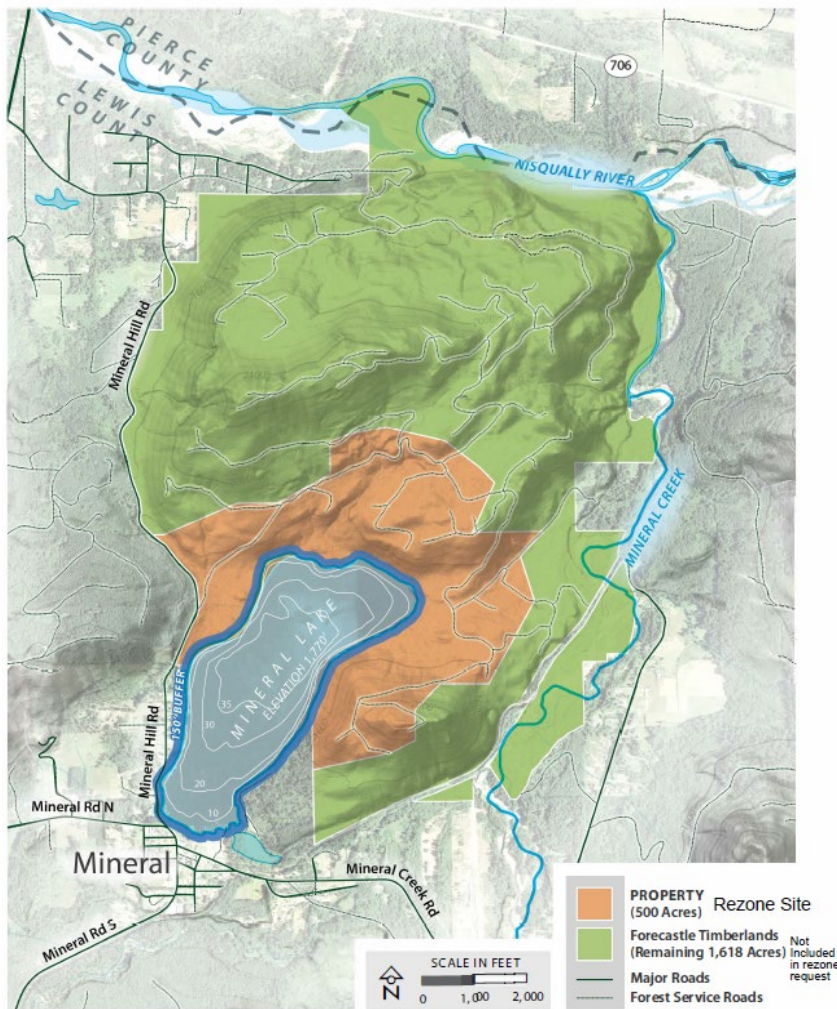 PIERCE
COUNTY
LEWIS
COUNTY
706
NISQUALLY RIVER
Mineral Hill Rd
MINERAL CREEK
MINERAL LAKE
ELEVATION 1,770'
150' BUFFER
35
30
20
10
Mineral Hill Rd
Mineral Rd N
Mineral
Mineral Creek Rd
Mineral Rd S
PROPERTY
(500 Acres)
Rezone Site
Forecastle Timberlands
(Remaining 1,618 Acres)
Not
Included
in rezone
request
Major Roads
Forest Service Roads
SCALE IN FEET
N
0 1,000 2,000